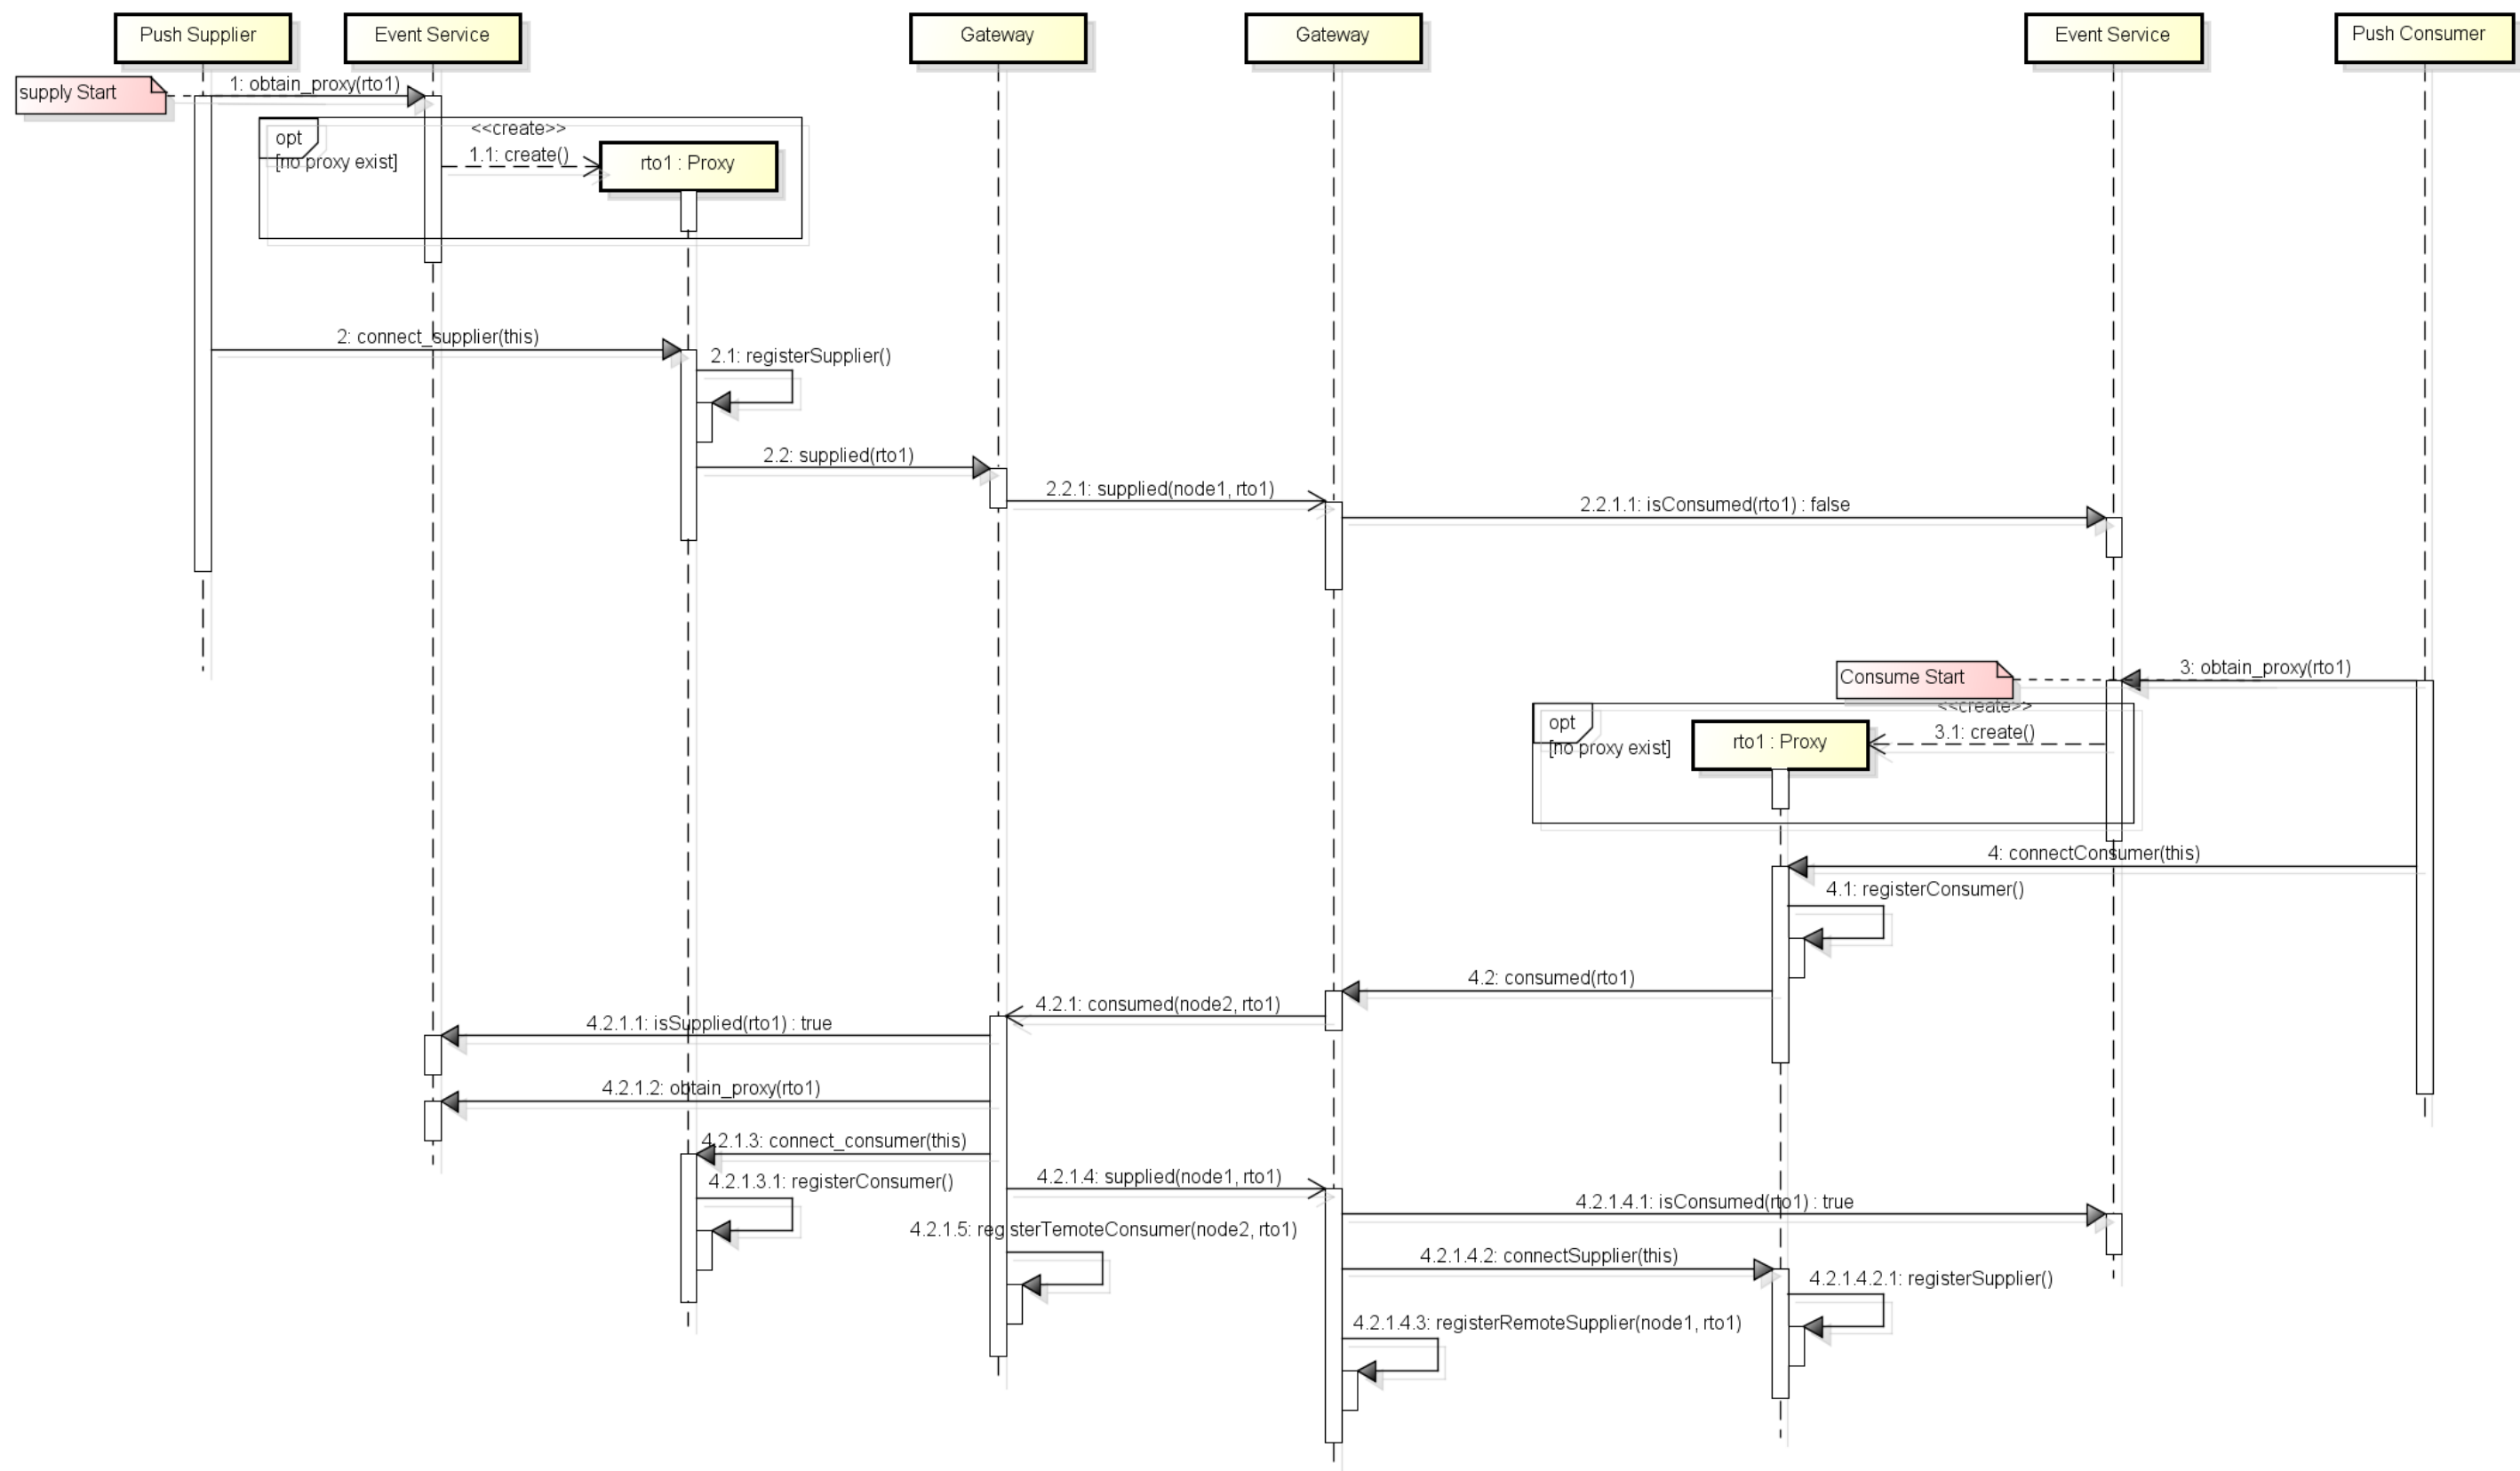 Push Supplier
Event Service
Gateway
Gateway
Event Service
Push Consumer
supply Start
1: obtain_proxy(rto1)
opt
[no proxy exist]
<<create>>
1.1: create()
rto1 : Proxy
2: connect_supplier(this)
2.1: registerSupplier()
2.2: supplied(rto1)
2.2.1: supplied(node1, rto1)
2.2.1.1: isConsumed(rto1) : false
Consume Start
3: obtain_proxy(rto1)
opt
[no proxy exist]
<<create>>
3.1: create()
rto1 : Proxy
4: connectConsumer(this)
4.1: registerConsumer()
4.2: consumed(rto1)
4.2.1: consumed(node2, rto1)
4.2.1.1: isSupplied(rto1) : true
4.2.1.2: obtain_proxy(rto1)
4.2.1.3: connect_consumer(this)
4.2.1.3.1: registerConsumer()
4.2.1.4: supplied(node1, rto1)
4.2.1.4.1: isConsumed(rto1) : true
4.2.1.5: registerTemoteConsumer(node2, rto1)
4.2.1.4.2: connectSupplier(this)
4.2.1.4.2.1: registerSupplier()
4.2.1.4.3: registerRemoteSupplier(node1, rto1)